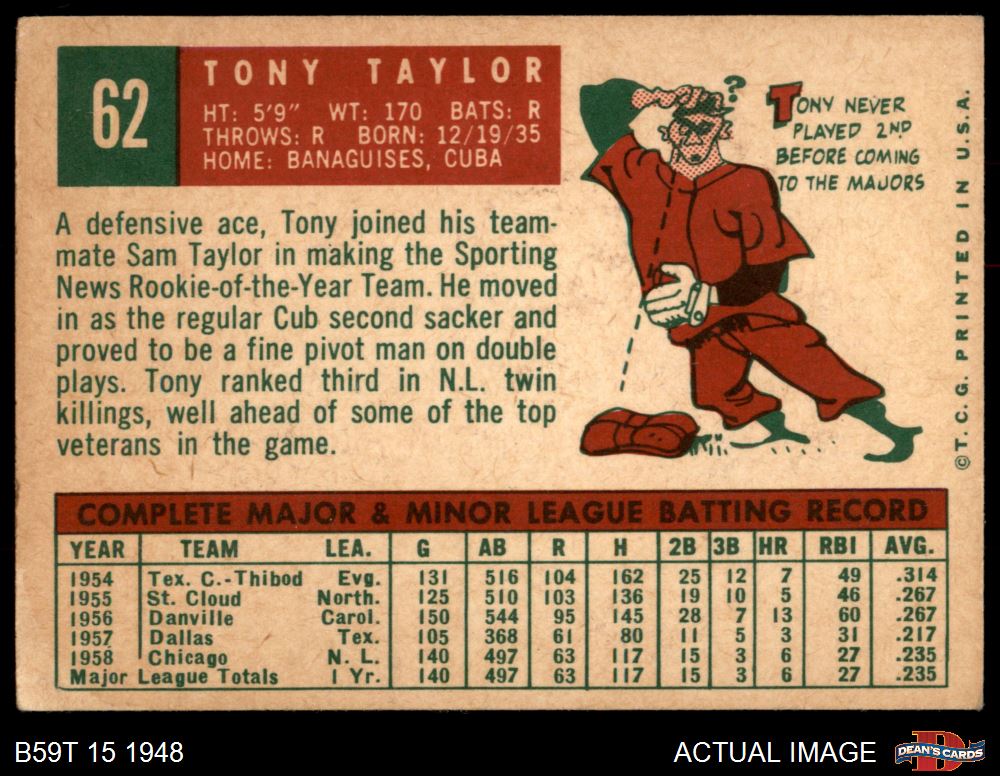 62
TONY TAYLOR
HT: 5'9" WT: 170 BATS: R
THROWS: R BORN: 12/19/35
HOME: BANAGUISES, CUBA
?
TONY NEVER
PLAYED 2ND
BEFORE COMING
TO THE MAJORS
A defensive ace, Tony joined his team-
mate Sam Taylor in making the Sporting
News Rookie-of-the-Year Team. He moved
in as the regular Cub second sacker and
proved to be a fine pivot man on double
plays. Tony ranked third in N.L. twin
killings, well ahead of some of the top
veterans in the game.
©T.C.G. PRINTED IN U.S.A.
COMPLETE MAJOR & MINOR LEAGUE BATTING RECORD
YEAR TEAM LEA. G AB R H 2B 3B HR RBI AVG.
1954 Tex. C.-Thibod Evg. 131 516 104 162 25 12 7 49 .314
1955 St. Cloud North. 125 510 103 136 19 10 5 46 .267
1956 Danville Carol. 150 544 95 145 28 7 13 60 .267
1957 Dallas Tex. 105 368 61 80 11 5 3 31 .217
1958 Chicago N. L. 140 497 63 117 15 3 6 27 .235
Major League Totals 1 Yr. 140 497 63 117 15 3 6 27 .235
B59T 15 1948
ACTUAL IMAGE
D
DEAN'S CARDS